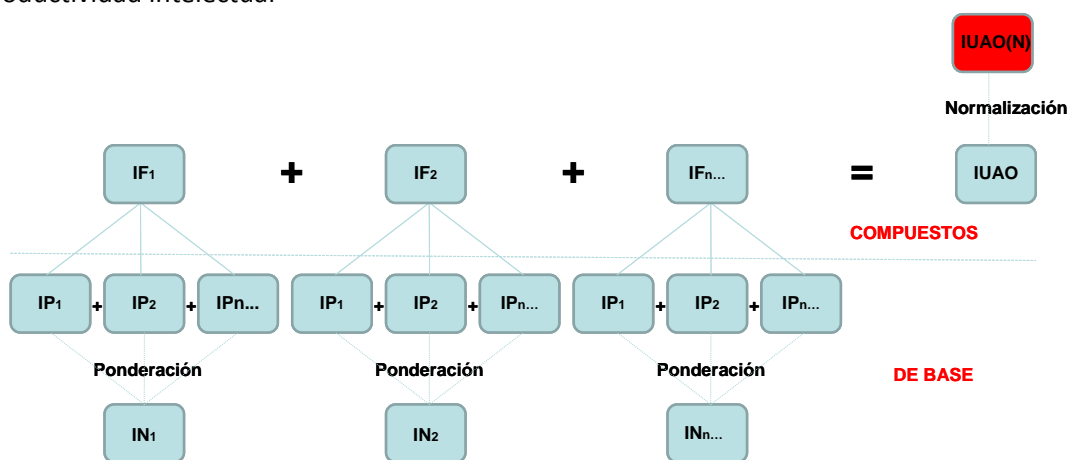 IUAO(N)
Normalización
IF1 + IF2 + IFn... = IUAO
COMPUESTOS
IP1 + IP2 + IPn... IP1 + IP2 + IPn... IP1 + IP2 + IPn...
Ponderación Ponderación Ponderación
DE BASE
IN1 IN2 INn...